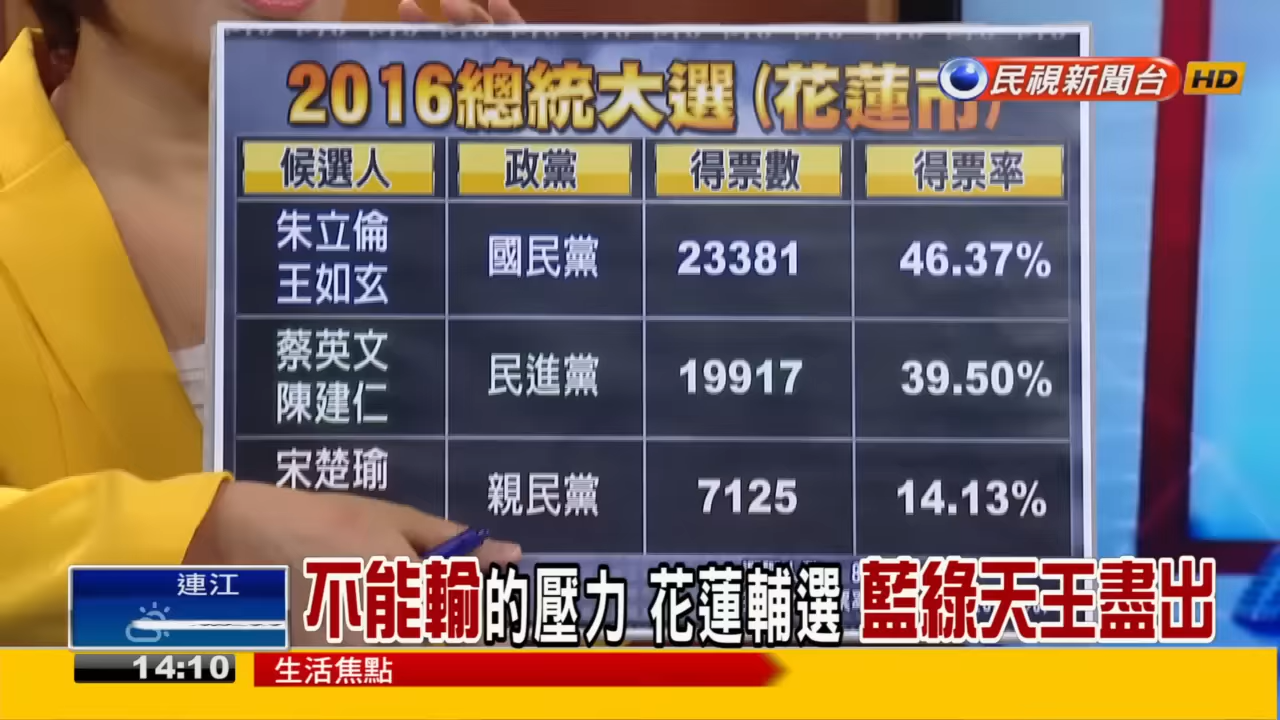 2016總統大選(花蓮市)
民視新聞台 HD
候選人 政黨 得票數 得票率
朱立倫
王如玄
國民黨 23381 46.37%
蔡英文
陳建仁
民進黨 19917 39.50%
宋楚瑜
親民黨 7125 14.13%
連江
不能輸的壓力 花蓮輔選 藍綠天王盡出
14:10 生活焦點